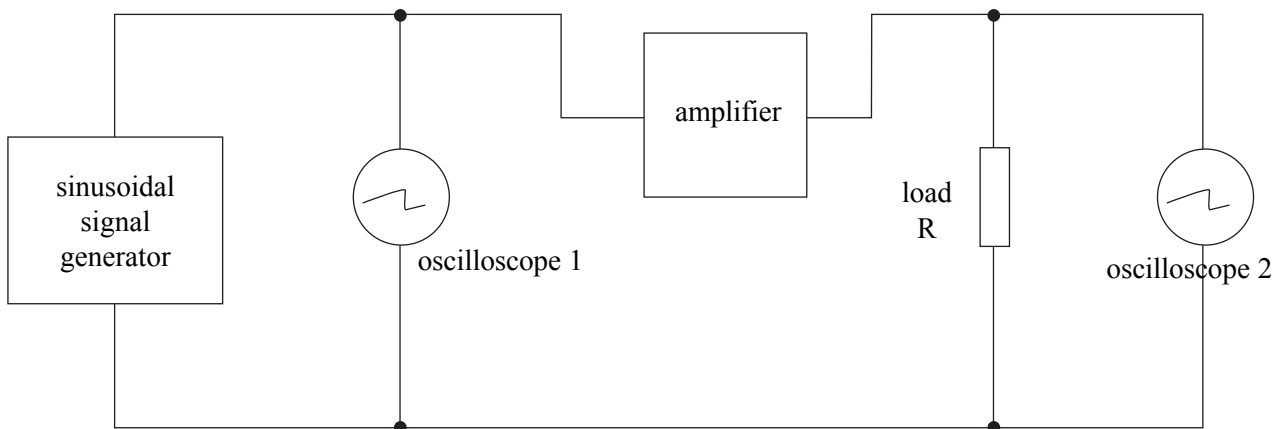 sinusoidal
signal
generator
oscilloscope 1
amplifier
load
R
oscilloscope 2